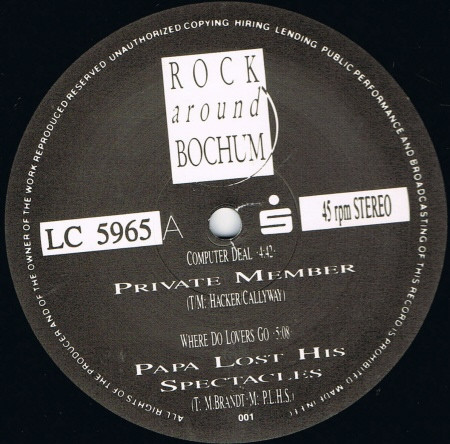 ROCK
around
BOCHUM
LC 5965 A
45 rpm STEREO
COMPUTER DEAL · 4:42 ·
PRIVATE MEMBER
(T/M: HACKER/CALLYWAY)
WHERE DO LOVERS GO · 5:08
PAPA LOST HIS
SPECTACLES
(T: M.BRANDT · M: P.L.H.S.)
001
ALL RIGHTS OF THE PRODUCER AND OF THE OWNER OF THE WORK REPRODUCED RESERVED UNAUTHORIZED COPYING HIRING LENDING PUBLIC PERFORMANCE AND BROADCASTING OF THIS RECORD IS PROHIBITED MADE IN